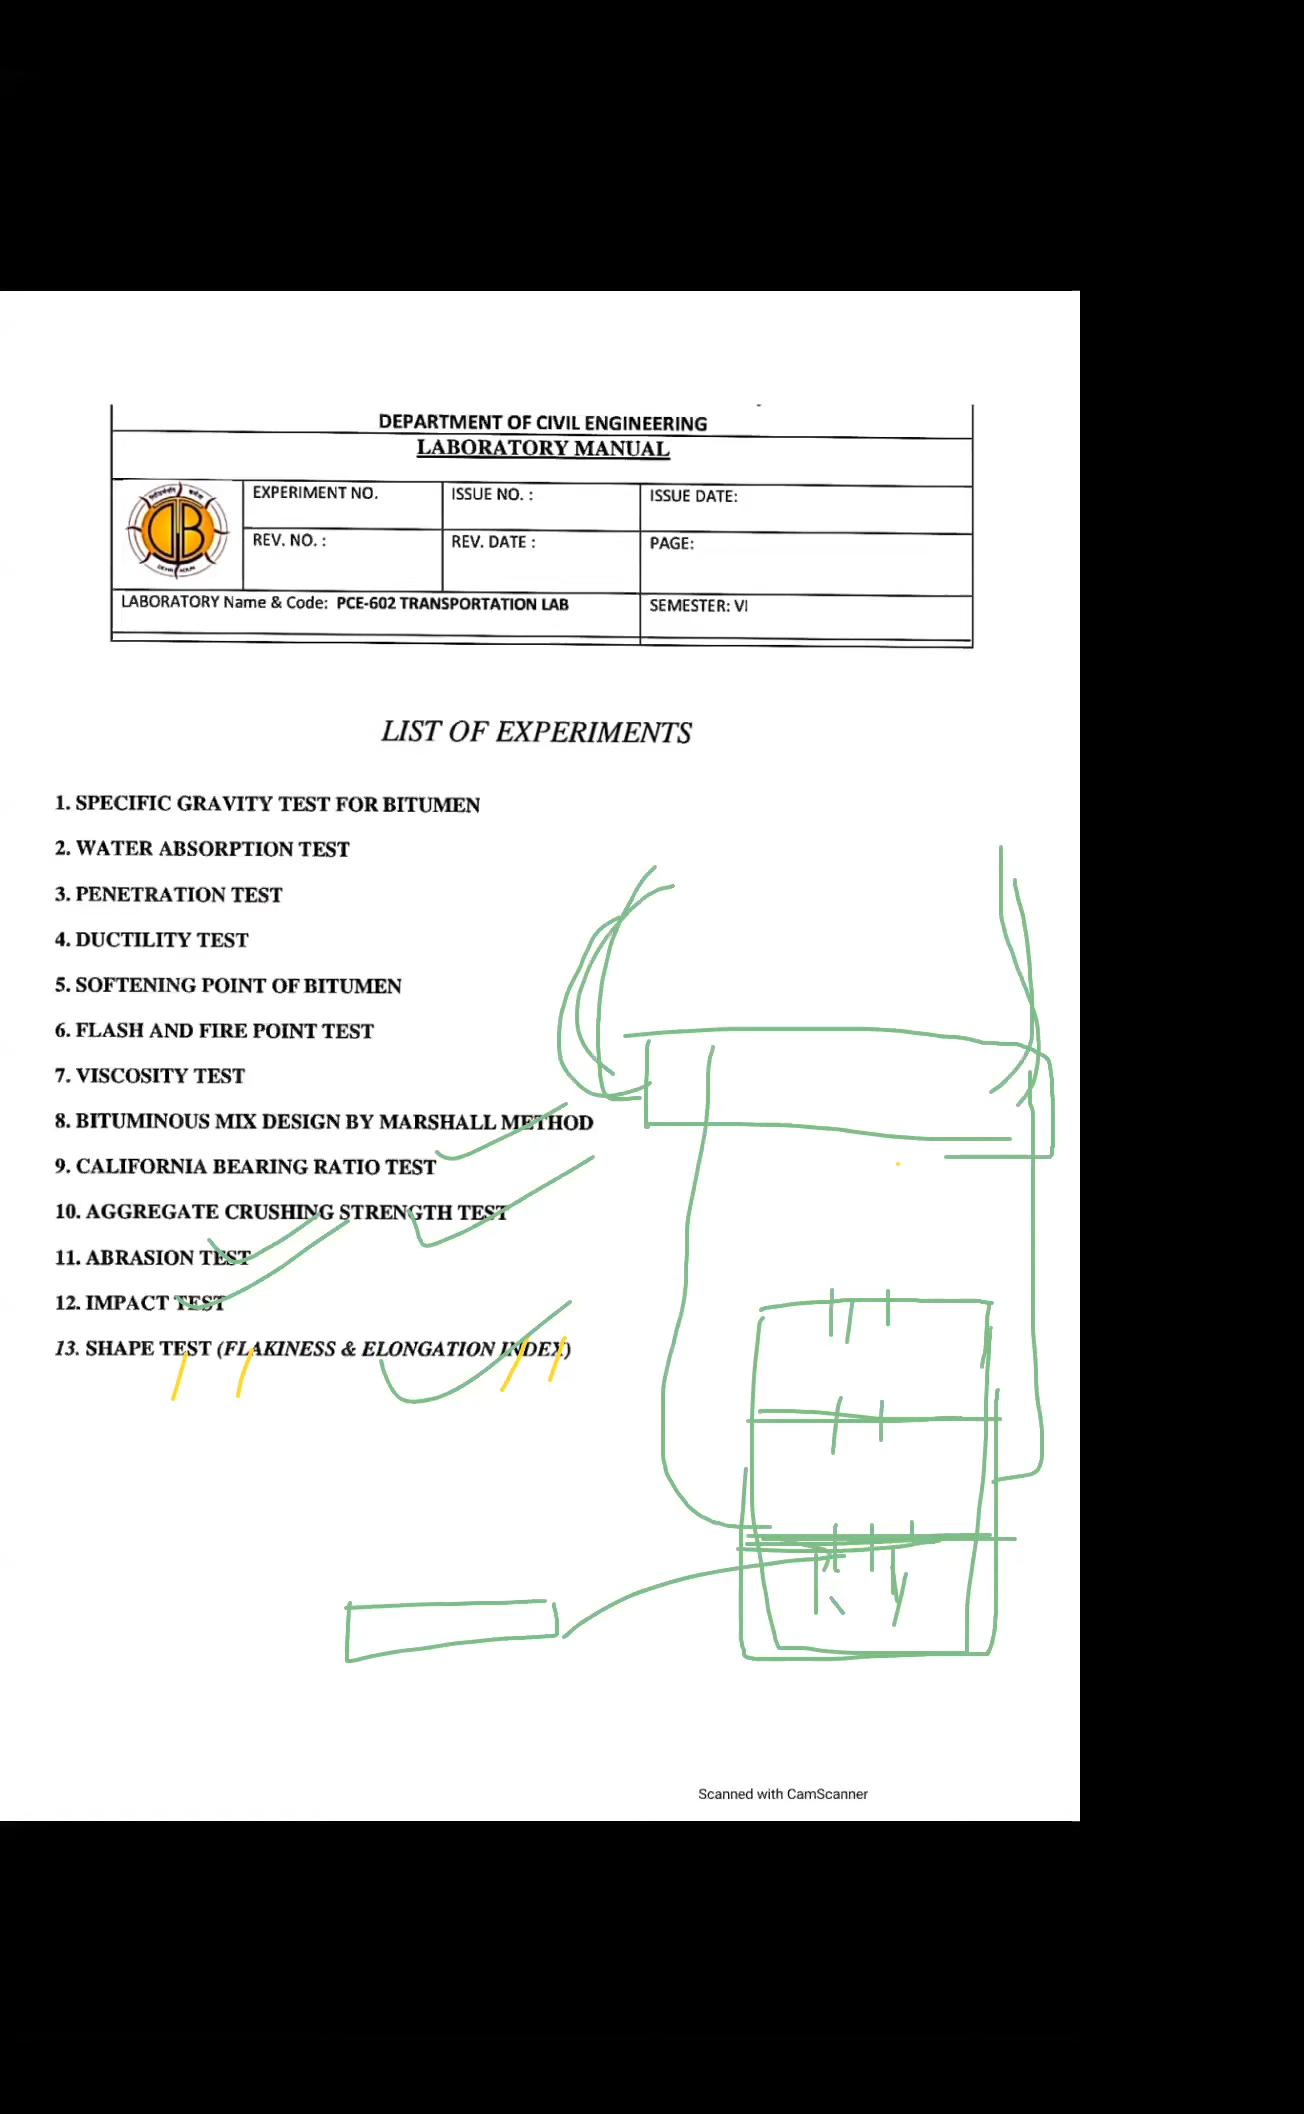 DEPARTMENT OF CIVIL ENGINEERING
LABORATORY MANUAL
EXPERIMENT NO.
ISSUE NO. :
ISSUE DATE:
REV. NO. :
REV. DATE :
PAGE:
LABORATORY Name & Code: PCE-602 TRANSPORTATION LAB
SEMESTER: VI
LIST OF EXPERIMENTS
1. SPECIFIC GRAVITY TEST FOR BITUMEN
2. WATER ABSORPTION TEST
3. PENETRATION TEST
4. DUCTILITY TEST
5. SOFTENING POINT OF BITUMEN
6. FLASH AND FIRE POINT TEST
7. VISCOSITY TEST
8. BITUMINOUS MIX DESIGN BY MARSHALL METHOD
9. CALIFORNIA BEARING RATIO TEST
10. AGGREGATE CRUSHING STRENGTH TEST
11. ABRASION TEST
12. IMPACT TEST
13. SHAPE TEST (FLAKINESS & ELONGATION INDEX)
Scanned with CamScanner